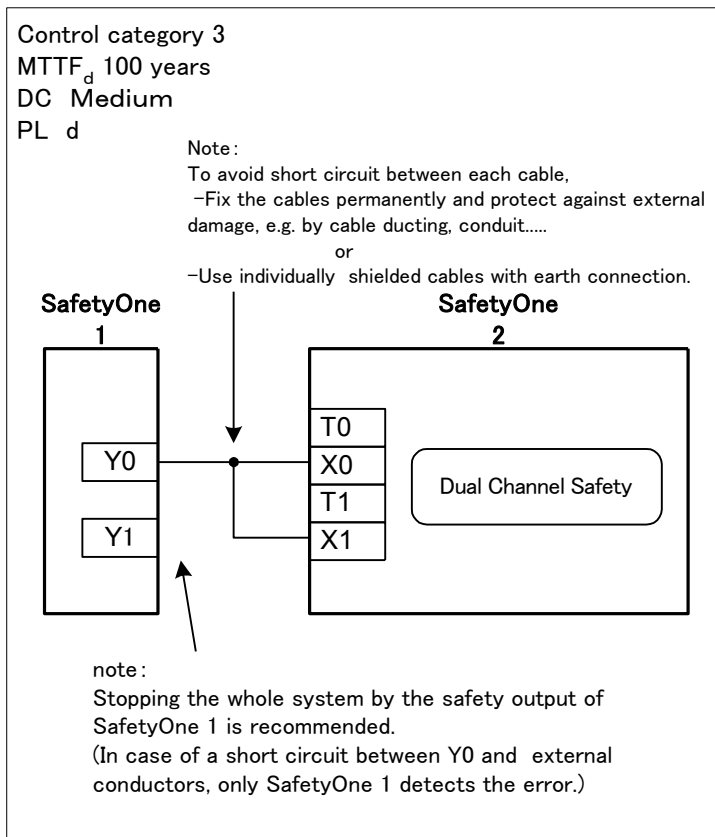 Control category 3
MTTFd 100 years
DC Medium
PL d
Note:
To avoid short circuit between each cable,
-Fix the cables permanently and protect against external
damage, e.g. by cable ducting, conduit.....
or
-Use individually shielded cables with earth connection.
SafetyOne
1
SafetyOne
2
T0
Y0
X0
Dual Channel Safety
T1
Y1
X1
note:
Stopping the whole system by the safety output of
SafetyOne 1 is recommended.
(In case of a short circuit between Y0 and external
conductors, only SafetyOne 1 detects the error.)